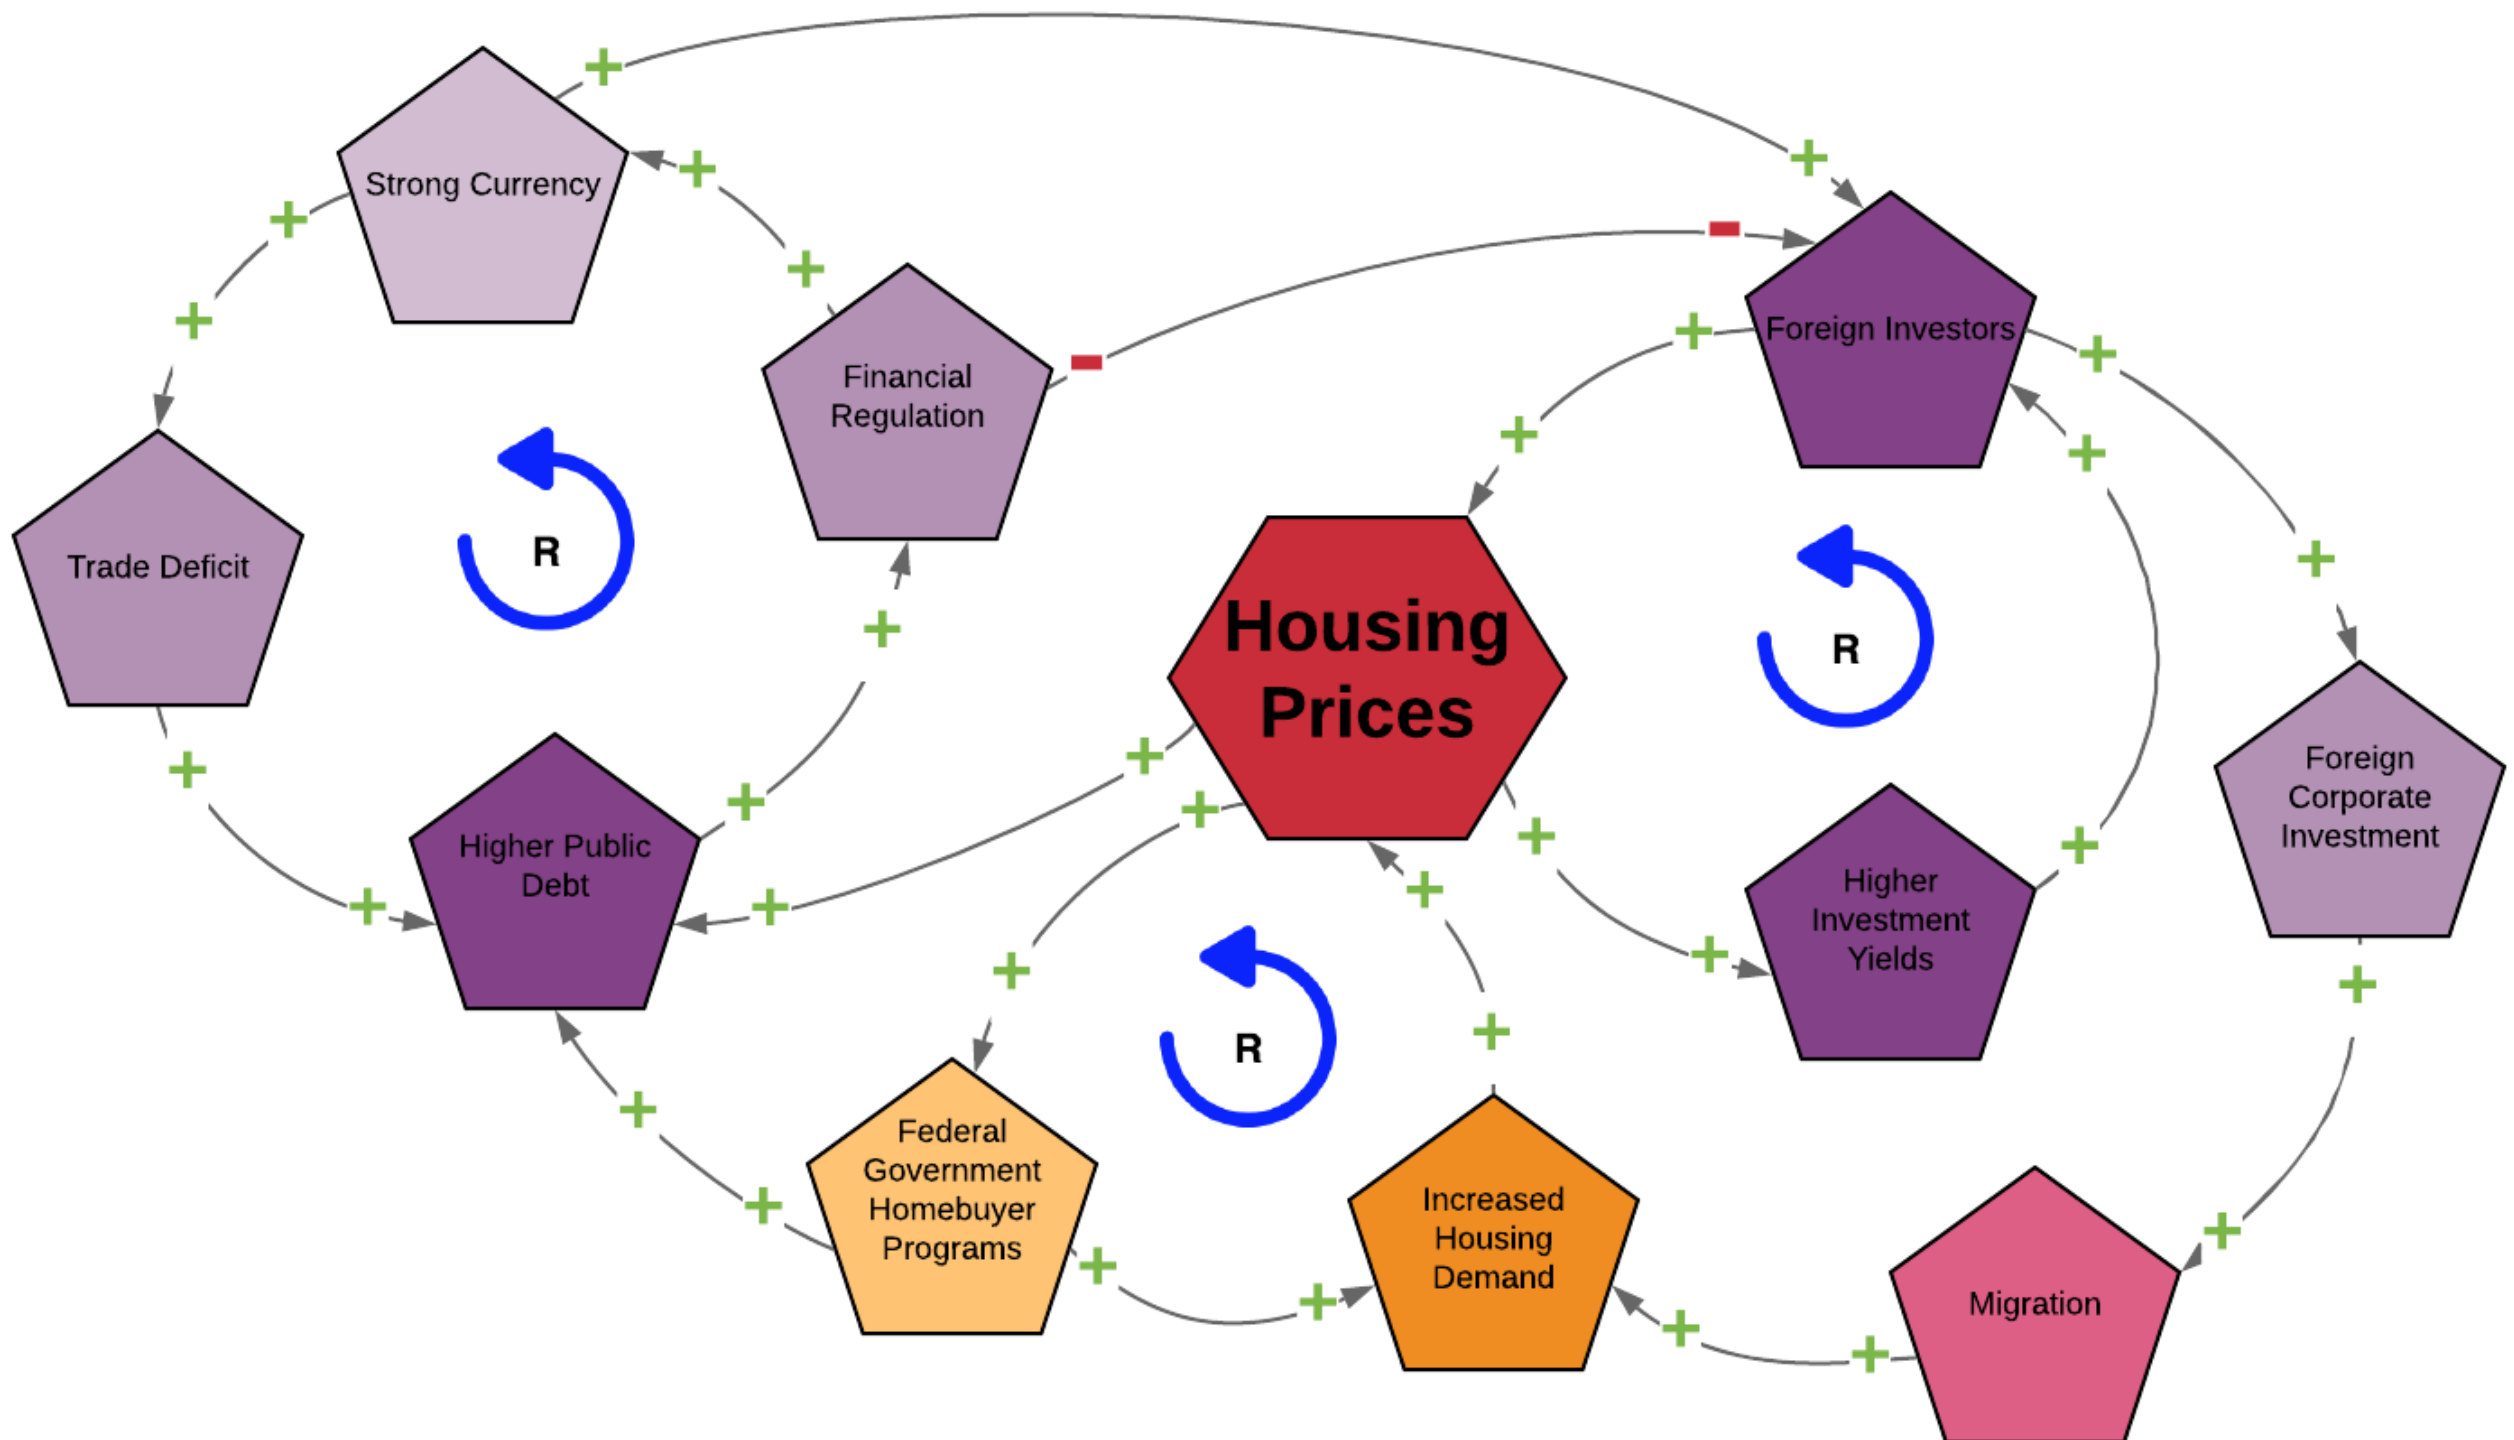 Strong Currency
Financial
Regulation
Foreign Investors
Trade Deficit
R
Housing
Prices
R
Foreign
Corporate
Investment
Higher Public
Debt
Higher
Investment
Yields
R
Federal
Government
Homebuyer
Programs
Increased
Housing
Demand
Migration